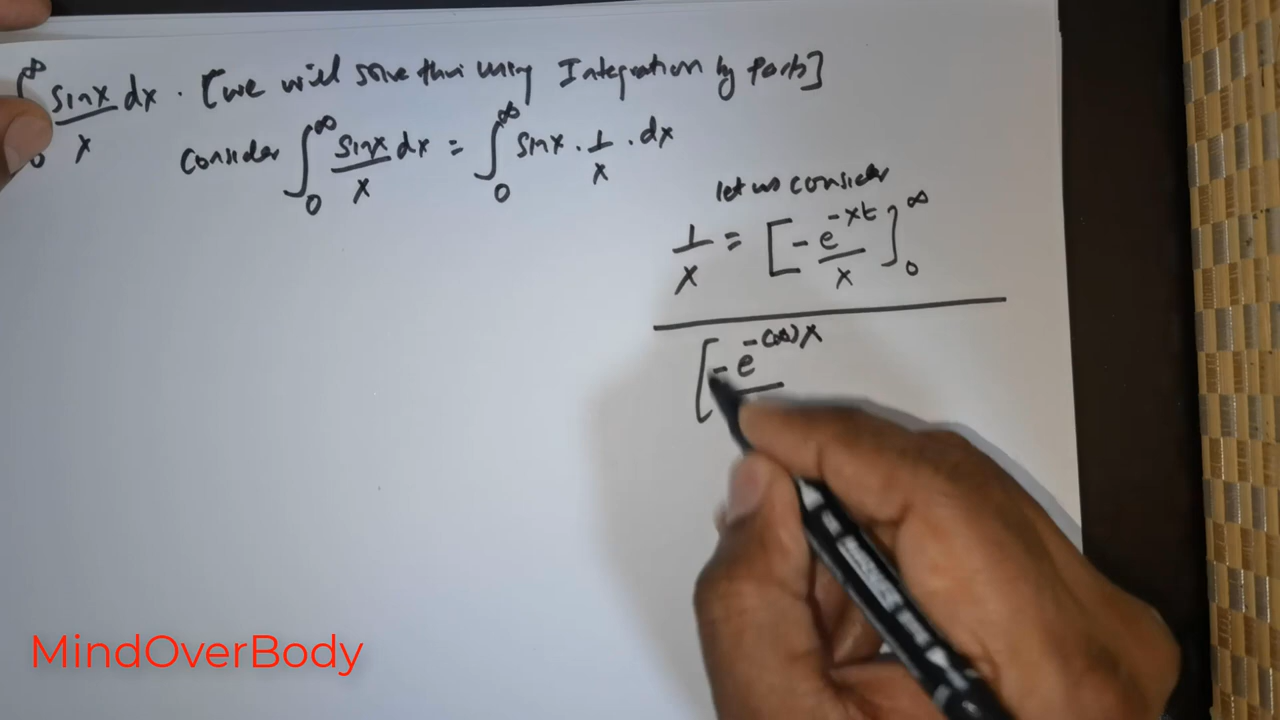 ∫₀^∞ sinx/x dx. [we will solve this using Integration by Parts]
Consider ∫₀^∞ sinx/x dx = ∫₀^∞ sinx · 1/x · dx
let us consider
1/x = [-e^(-xt)/x]₀^∞
[-e^(-(∞)x)
MindOverBody